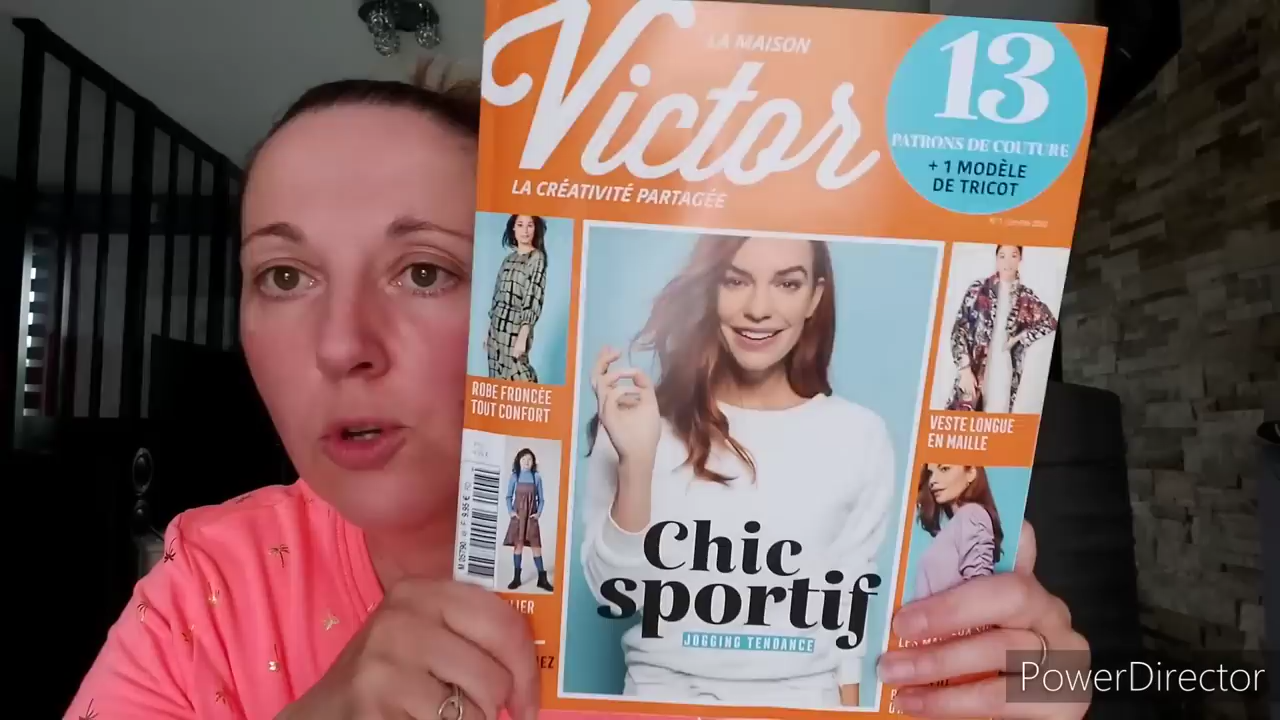 LA MAISON
Victor
LA CRÉATIVITÉ PARTAGÉE
13
PATRONS DE COUTURE
+ 1 MODÈLE
DE TRICOT
ROBE FRONCÉE
TOUT CONFORT
VESTE LONGUE
EN MAILLE
Chic
sportif
JOGGING TENDANCE
PowerDirector